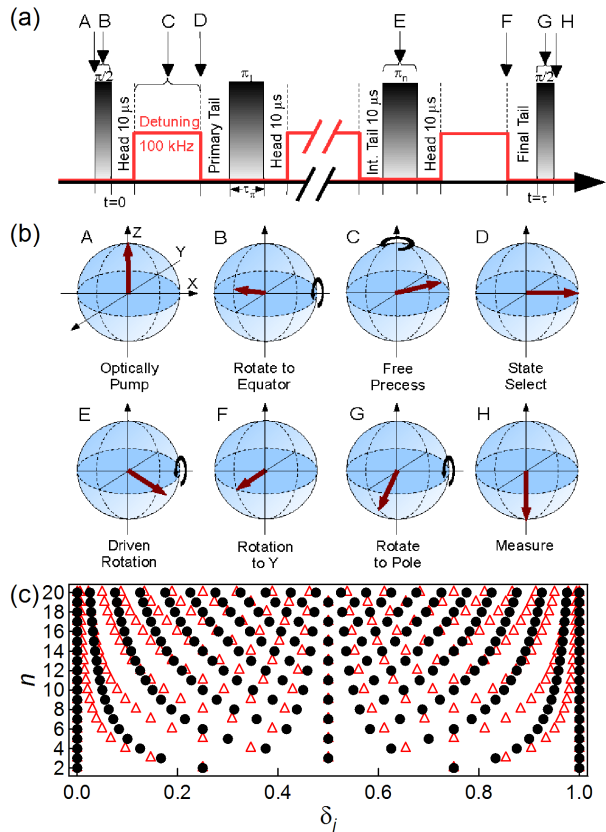 (a)
A B C D E F G H
π/2 π₁ πₙ π/2
Head 10 μs
Detuning
100 kHz
Primary Tail
Head 10 μs
Int. Tail 10 μs
Head 10 μs
Final Tail
t=0 τπ t=τ
(b)
A Z Y X B C D
Optically
Pump
Rotate to
Equator
Free
Precess
State
Select
E F G H
Driven
Rotation
Rotation
to Y
Rotate
to Pole
Measure
(c)
20
18
16
14
12
10
8
6
4
2
n
0.0 0.2 0.4 0.6 0.8 1.0
δj